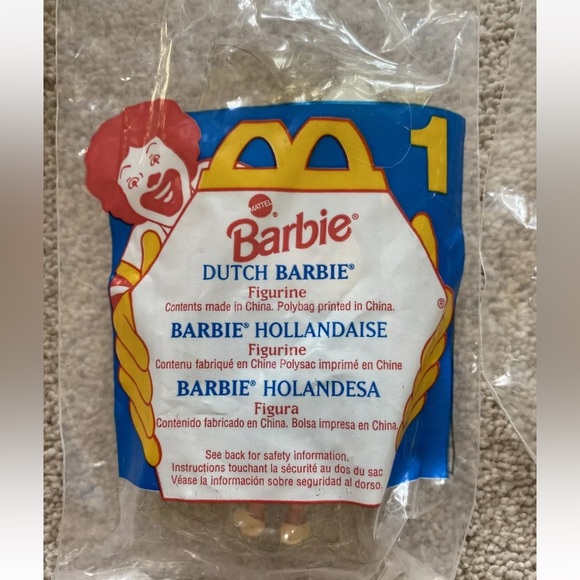 1
MATTEL
Barbie®
DUTCH BARBIE®
Figurine
Contents made in China. Polybag printed in China.
BARBIE® HOLLANDAISE
Figurine
Contenu fabriqué en Chine Polysac imprimé en Chine
BARBIE® HOLANDESA
Figura
Contenido fabricado en China. Bolsa impresa en China.
See back for safety information.
Instructions touchant la sécurité au dos du sac
Véase la información sobre seguridad al dorso.
®